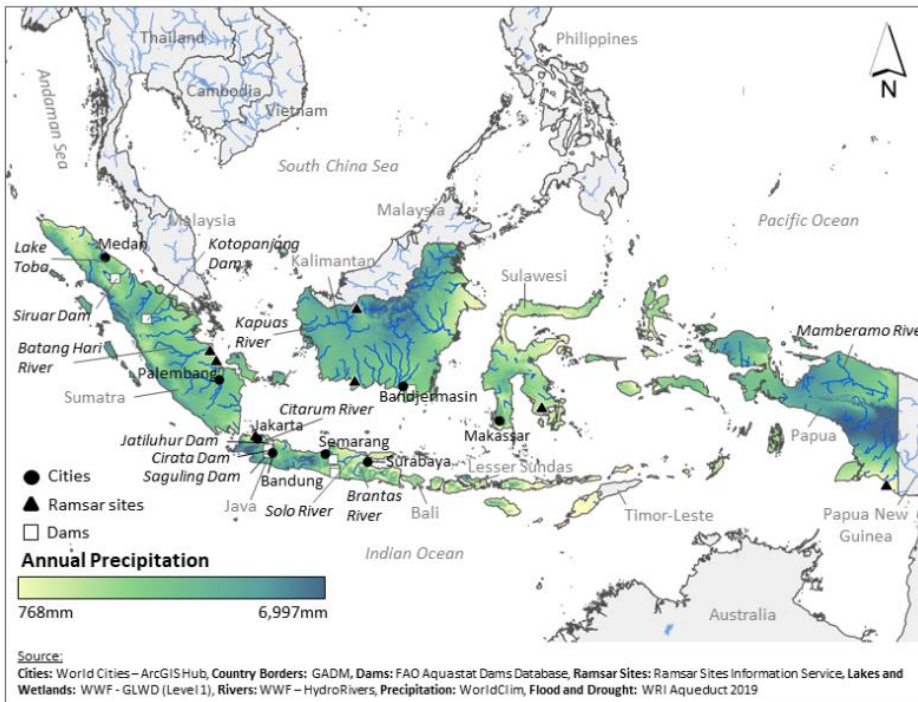 Thailand
Philippines
Andaman Sea
Cambodia
Vietnam
N
South China Sea
Malaysia
Malaysia
Pacific Ocean
Lake
Toba
Medan
Kotopanjang
Dam
Kalimantan
Sulawesi
Siruar Dam
Kapuas
River
Mamberamo Rive
Batang Hari
River
Palembang
Sumatra
Bandjermasin
Citarum River
Jakarta
Makassar
Papua
Jatiluhur Dam
Semarang
Cirata Dam
Surabaya
Lesser Sundas
Saguling Dam
Cities
Bandung
Ramsar sites
Java
Solo River
Brantas
River
Bali
Timor-Leste
Papua New
Guinea
Dams
Indian Ocean
Annual Precipitation
768mm
6,997mm
Australia
Source:
Cities: World Cities – ArcGIS Hub, Country Borders: GADM, Dams: FAO Aquastat Dams Database, Ramsar Sites: Ramsar Sites Information Service, Lakes and
Wetlands: WWF - GLWD (Level 1), Rivers: WWF – HydroRivers, Precipitation: WorldClim, Flood and Drought: WRI Aqueduct 2019